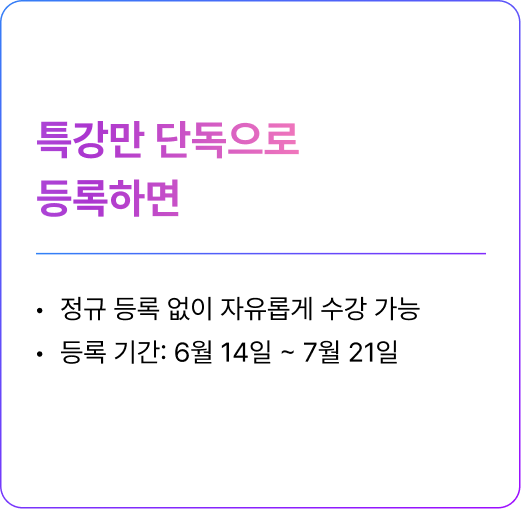 특강만 단독으로
등록하면
• 정규 등록 없이 자유롭게 수강 가능
• 등록 기간: 6월 14일 ~ 7월 21일